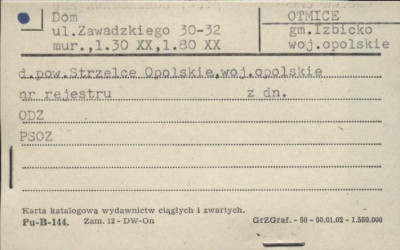 Dom
ul.Zawadzkiego 30-32
mur.,1.30 XX,1.80 XX
OTMICE
gm.Izbicko
woj.opolskie
d.pow.Strzelce Opolskie,woj.opolskie
nr rejestru z dn.
ODZ
PSOZ
Karta katalogową wydawnictw ciągłych i zwartych.
Pu-B-144. Zam. 12 - DW-On GrZGraf. - 50 - 00.01.02 - 1.550.000